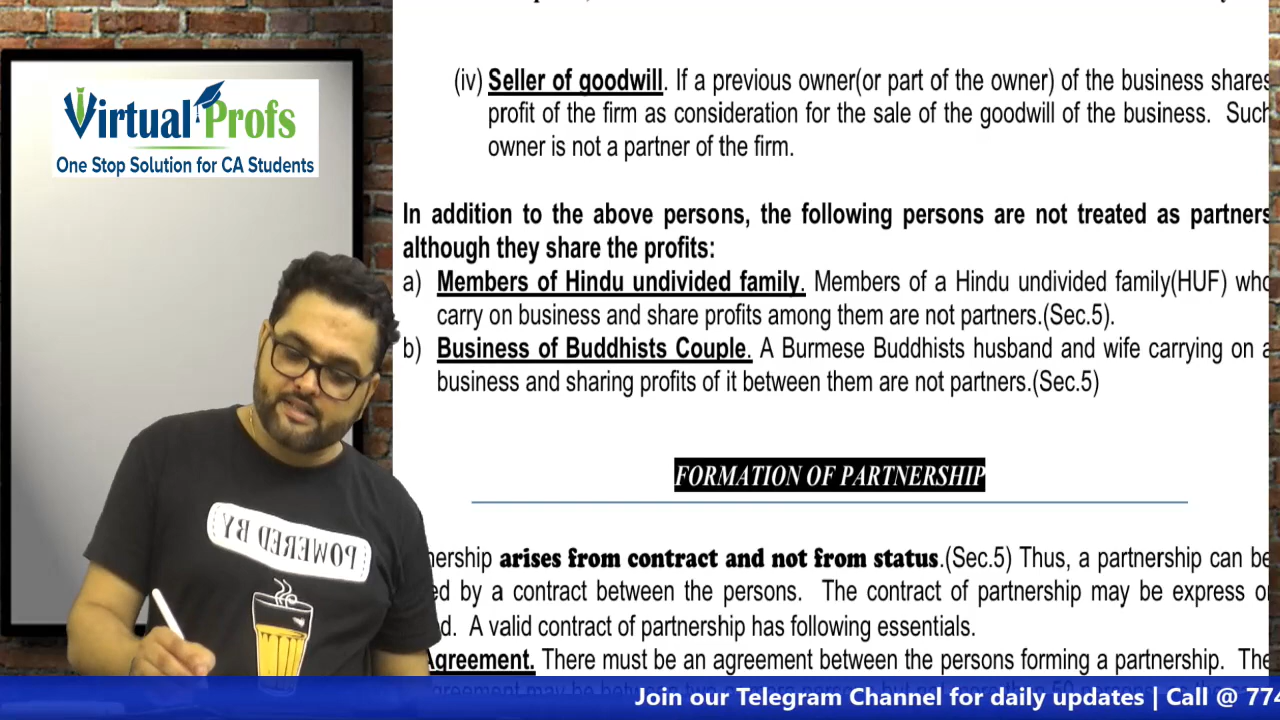 Virtual Profs
One Stop Solution for CA Students
(iv) Seller of goodwill. If a previous owner(or part of the owner) of the business shares
profit of the firm as consideration for the sale of the goodwill of the business. Such
owner is not a partner of the firm.
In addition to the above persons, the following persons are not treated as partners
although they share the profits:
a) Members of Hindu undivided family. Members of a Hindu undivided family(HUF) who
carry on business and share profits among them are not partners.(Sec.5).
b) Business of Buddhists Couple. A Burmese Buddhists husband and wife carrying on a
business and sharing profits of it between them are not partners.(Sec.5)
FORMATION OF PARTNERSHIP
nership arises from contract and not from status.(Sec.5) Thus, a partnership can be
ed by a contract between the persons. The contract of partnership may be express or
d. A valid contract of partnership has following essentials.
Agreement. There must be an agreement between the persons forming a partnership. The
POWERED BY
Join our Telegram Channel for daily updates | Call @ 774